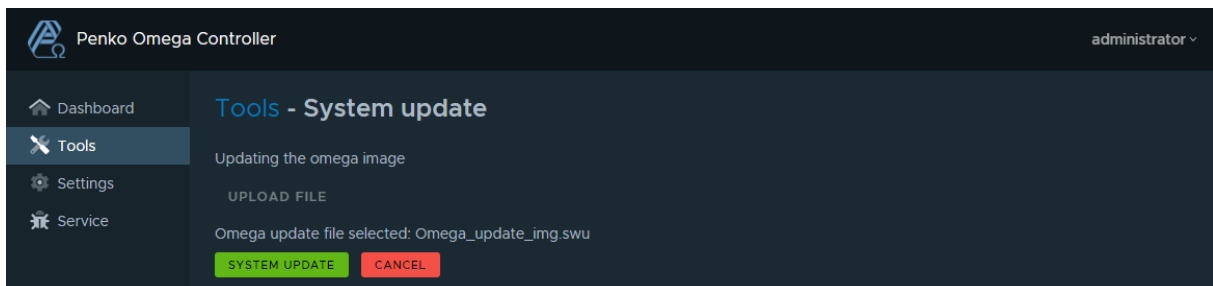 Penko Omega Controller
administrator
Dashboard
Tools
Settings
Service
Tools - System update
Updating the omega image
UPLOAD FILE
Omega update file selected: Omega_update_img.swu
SYSTEM UPDATE
CANCEL